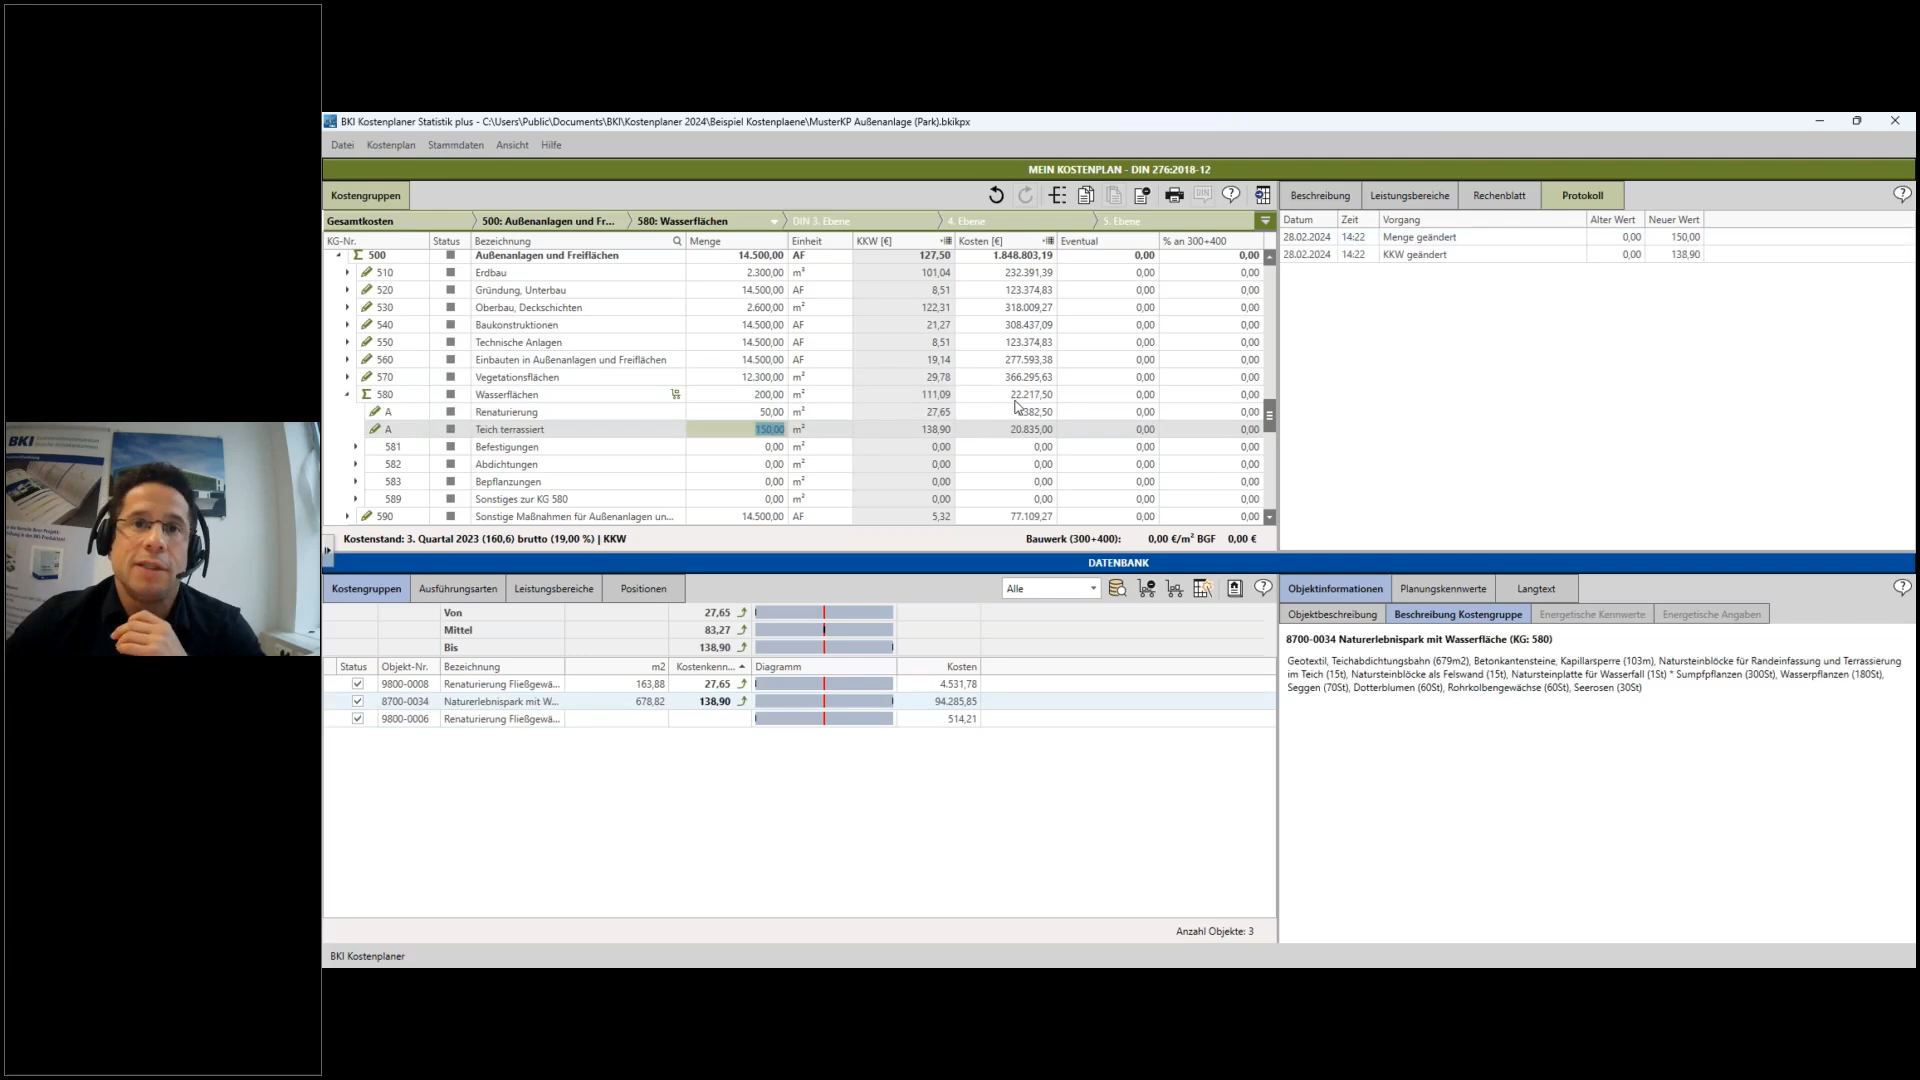 BKI Kostenplaner Statistik plus - C:\Users\Public\Documents\BKI\Kostenplaner 2024\Beispiel Kostenplaene\MusterKP Außenanlage (Park).bkikpx
Datei Kostenplan Stammdaten Ansicht Hilfe
MEIN KOSTENPLAN - DIN 276:2018-12
Kostengruppen
Beschreibung Leistungsbereiche Rechenblatt Protokoll
Gesamtkosten 500: Außenanlagen und Fr... 580: Wasserflächen DIN 3. Ebene 4. Ebene 5. Ebene
KG-Nr. Status Bezeichnung Menge Einheit KKW [€] Kosten [€] Eventual % an 300+400
Σ 500 Außenanlagen und Freiflächen 14.500,00 AF 127,50 1.848.803,19 0,00 0,00
510 Erdbau 2.300,00 m³ 101,04 232.391,39 0,00 0,00
520 Gründung, Unterbau 14.500,00 AF 8,51 123.374,83 0,00 0,00
530 Oberbau, Deckschichten 2.600,00 m² 122,31 318.009,27 0,00 0,00
540 Baukonstruktionen 14.500,00 AF 21,27 308.437,09 0,00 0,00
550 Technische Anlagen 14.500,00 AF 8,51 123.374,83 0,00 0,00
560 Einbauten in Außenanlagen und Freiflächen 14.500,00 AF 19,14 277.593,38 0,00 0,00
570 Vegetationsflächen 12.300,00 m² 29,78 366.295,63 0,00 0,00
Σ 580 Wasserflächen 200,00 m² 111,09 22.217,50 0,00 0,00
A Renaturierung 50,00 m² 27,65 382,50 0,00 0,00
A Teich terrassiert 150,00 m² 138,90 20.835,00 0,00 0,00
581 Befestigungen 0,00 m² 0,00 0,00 0,00 0,00
582 Abdichtungen 0,00 m² 0,00 0,00 0,00 0,00
583 Bepflanzungen 0,00 m² 0,00 0,00 0,00 0,00
589 Sonstiges zur KG 580 0,00 m² 0,00 0,00 0,00 0,00
590 Sonstige Maßnahmen für Außenanlagen un... 14.500,00 AF 5,32 77.109,27 0,00 0,00
Kostenstand: 3. Quartal 2023 (160,6) brutto (19,00 %) | KKW Bauwerk (300+400): 0,00 €/m² BGF 0,00 €
Datum Zeit Vorgang Alter Wert Neuer Wert
28.02.2024 14:22 Menge geändert 0,00 150,00
28.02.2024 14:22 KKW geändert 0,00 138,90
DATENBANK
Kostengruppen Ausführungsarten Leistungsbereiche Positionen Alle
Von 27,65
Mittel 83,27
Bis 138,90
Status Objekt-Nr. Bezeichnung m2 Kostenkenn... Diagramm Kosten
9800-0008 Renaturierung Fließgewä... 163,88 27,65 4.531,78
8700-0034 Naturerlebnispark mit W... 678,82 138,90 94.285,85
9800-0006 Renaturierung Fließgewä... 514,21
Anzahl Objekte: 3
Objektinformationen Planungskennwerte Langtext
Objektbeschreibung Beschreibung Kostengruppe Energetische Kennwerte Energetische Angaben
8700-0034 Naturerlebnispark mit Wasserfläche (KG: 580)
Geotextil, Teichabdichtungsbahn (679m2), Betonkantensteine, Kapillarsperre (103m), Natursteinblöcke für Randeinfassung und Terrassierung
im Teich (15t), Natursteinblöcke als Felswand (15t), Natursteinplatte für Wasserfall (1St) * Sumpfpflanzen (300St), Wasserpflanzen (180St),
Seggen (70St), Dotterblumen (60St), Rohrkolbengewächse (60St), Seerosen (30St)
BKI Kostenplaner
BKI